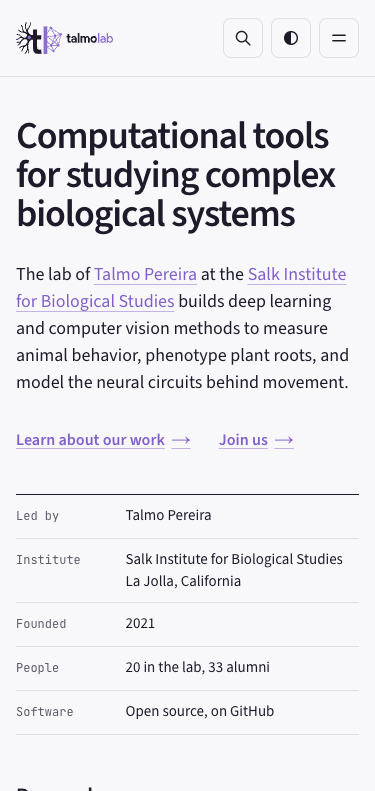 talmolab
Computational tools
for studying complex
biological systems
The lab of Talmo Pereira at the Salk Institute
for Biological Studies builds deep learning
and computer vision methods to measure
animal behavior, phenotype plant roots, and
model the neural circuits behind movement.
Learn about our work → Join us →
Led by Talmo Pereira
Institute Salk Institute for Biological Studies
La Jolla, California
Founded 2021
People 20 in the lab, 33 alumni
Software Open source, on GitHub